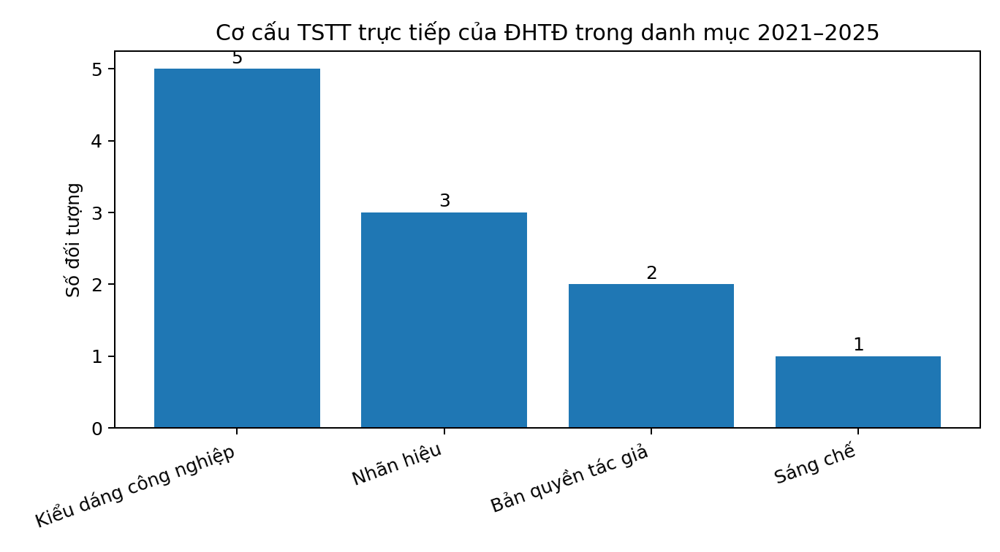 Cơ cấu TSTT trực tiếp của ĐHTĐ trong danh mục 2021–2025
Số đối tượng
5
4
3
2
1
0
5
3
2
1
Kiểu dáng công nghiệp
Nhãn hiệu
Bản quyền tác giả
Sáng chế